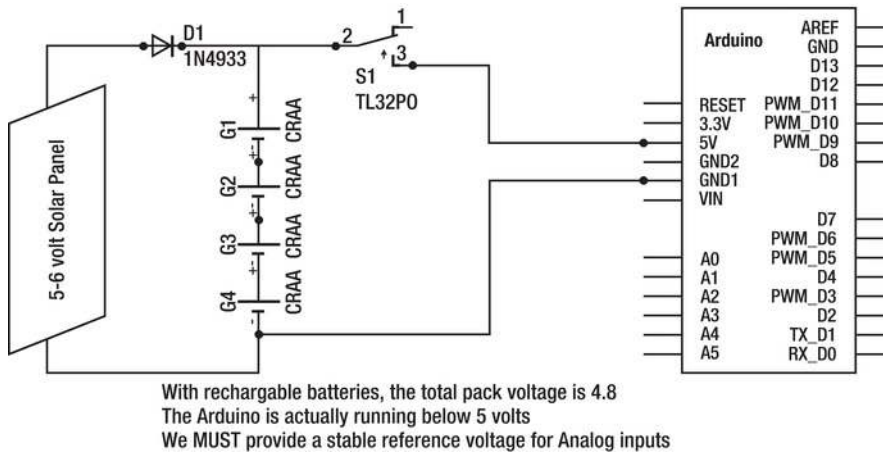 D1
1N4933
1
2
3
S1
TL32PO
Arduino
AREF
GND
D13
D12
RESET
PWM_D11
3.3V
PWM_D10
5V
PWM_D9
GND2
D8
GND1
VIN
D7
PWM_D6
A0
PWM_D5
A1
D4
A2
PWM_D3
A3
D2
A4
TX_D1
A5
RX_D0
5-6 volt Solar Panel
+
G1
CRAA
-
+
G2
CRAA
-
+
G3
CRAA
-
+
G4
CRAA
-
With rechargable batteries, the total pack voltage is 4.8
The Arduino is actually running below 5 volts
We MUST provide a stable reference voltage for Analog inputs